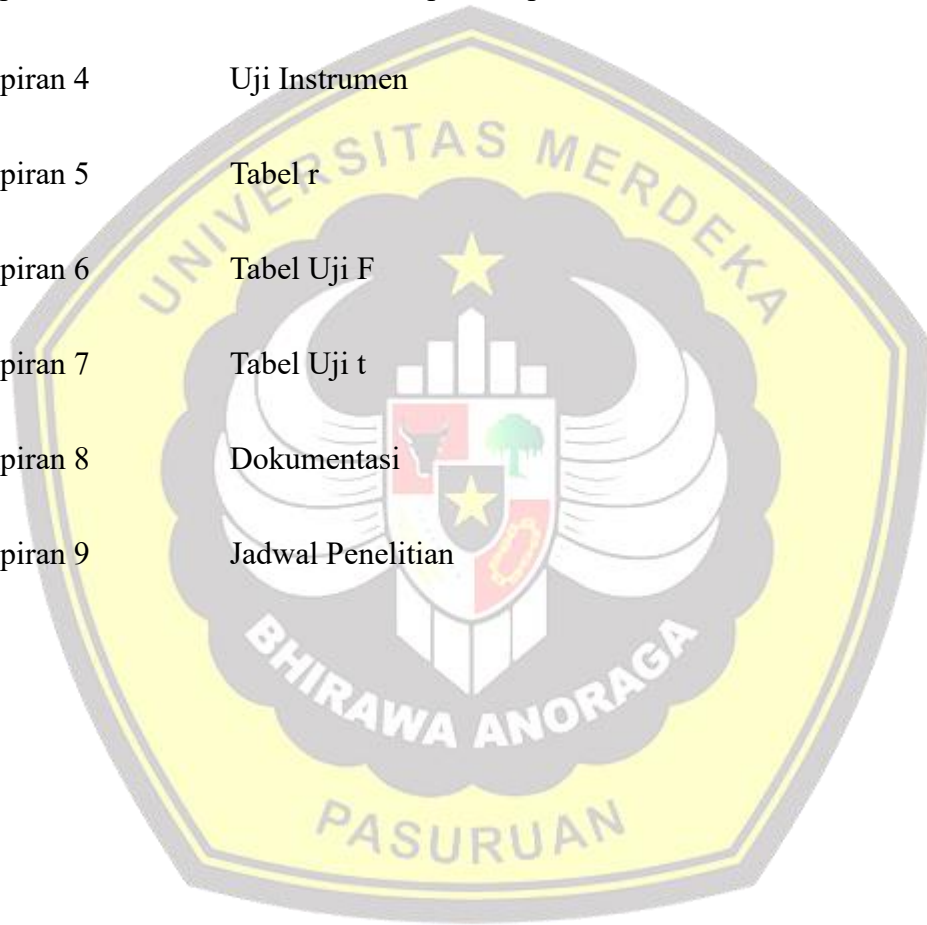 piran 4 Uji Instrumen
piran 5 Tabel r
piran 6 Tabel Uji F
piran 7 Tabel Uji t
piran 8 Dokumentasi
piran 9 Jadwal Penelitian
UNIVERSITAS MERDEKA
BHIRAWA ANORAGA
PASURUAN